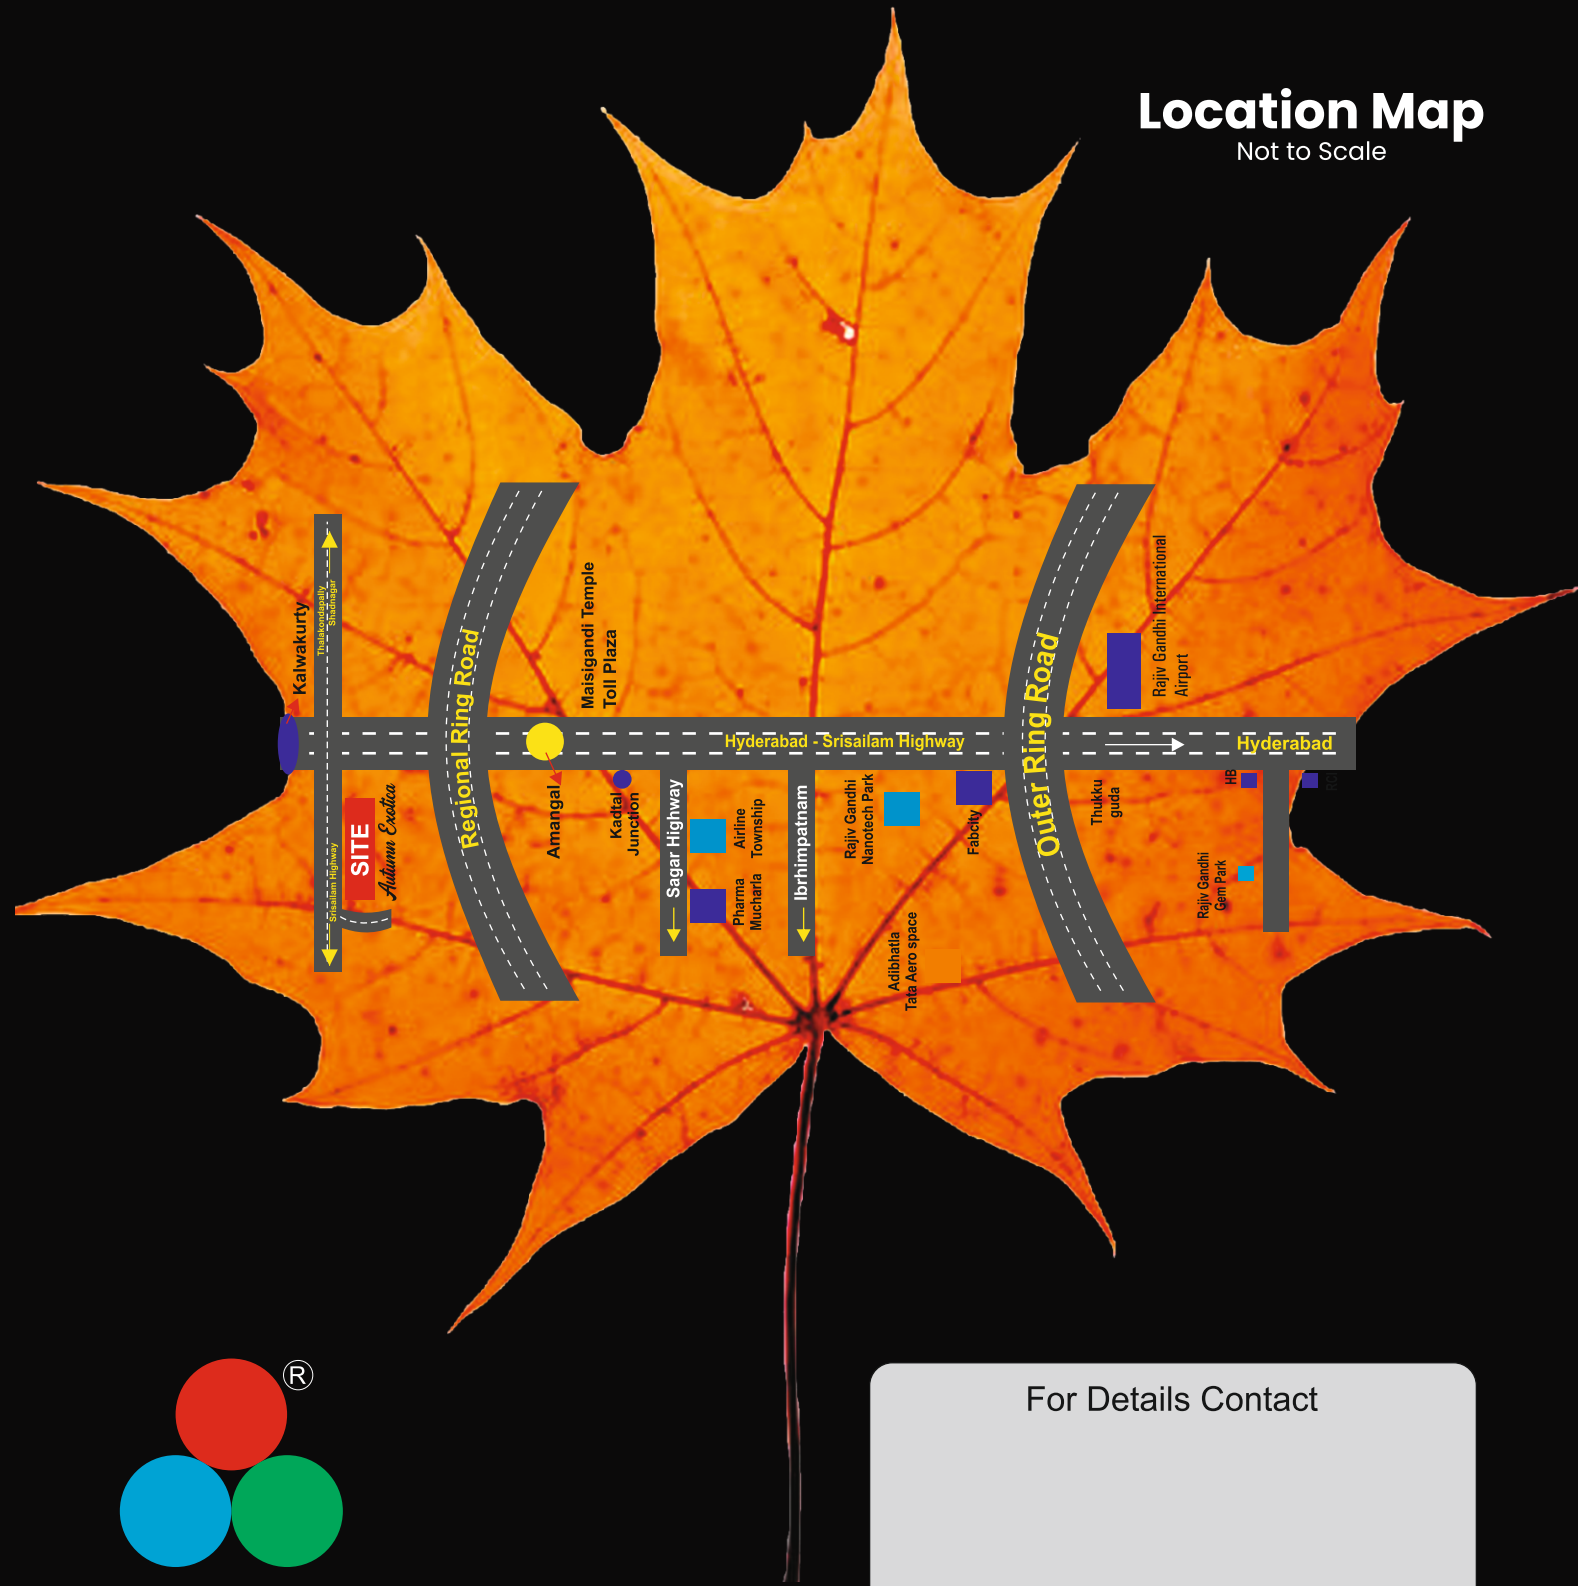 Location Map
Not to Scale
Kalwakurty
Thalakondapally
Shadnagar
Srisailam Highway
SITE
Autumn Exotica
Regional Ring Road
Maisigandi Temple
Toll Plaza
Amangal
Kadtal
Junction
Sagar Highway
Airline
Township
Pharma
Mucharla
Hyderabad - Srisailam Highway
Ibrhimpatnam
Rajiv Gandhi
Nanotech Park
Fabcity
Adibhatla
Tata Aero space
Outer Ring Road
Rajiv Gandhi International
Airport
Thukku
guda
Hyderabad
HB
RCI
Rajiv Gandhi
Gem Park
®
For Details Contact